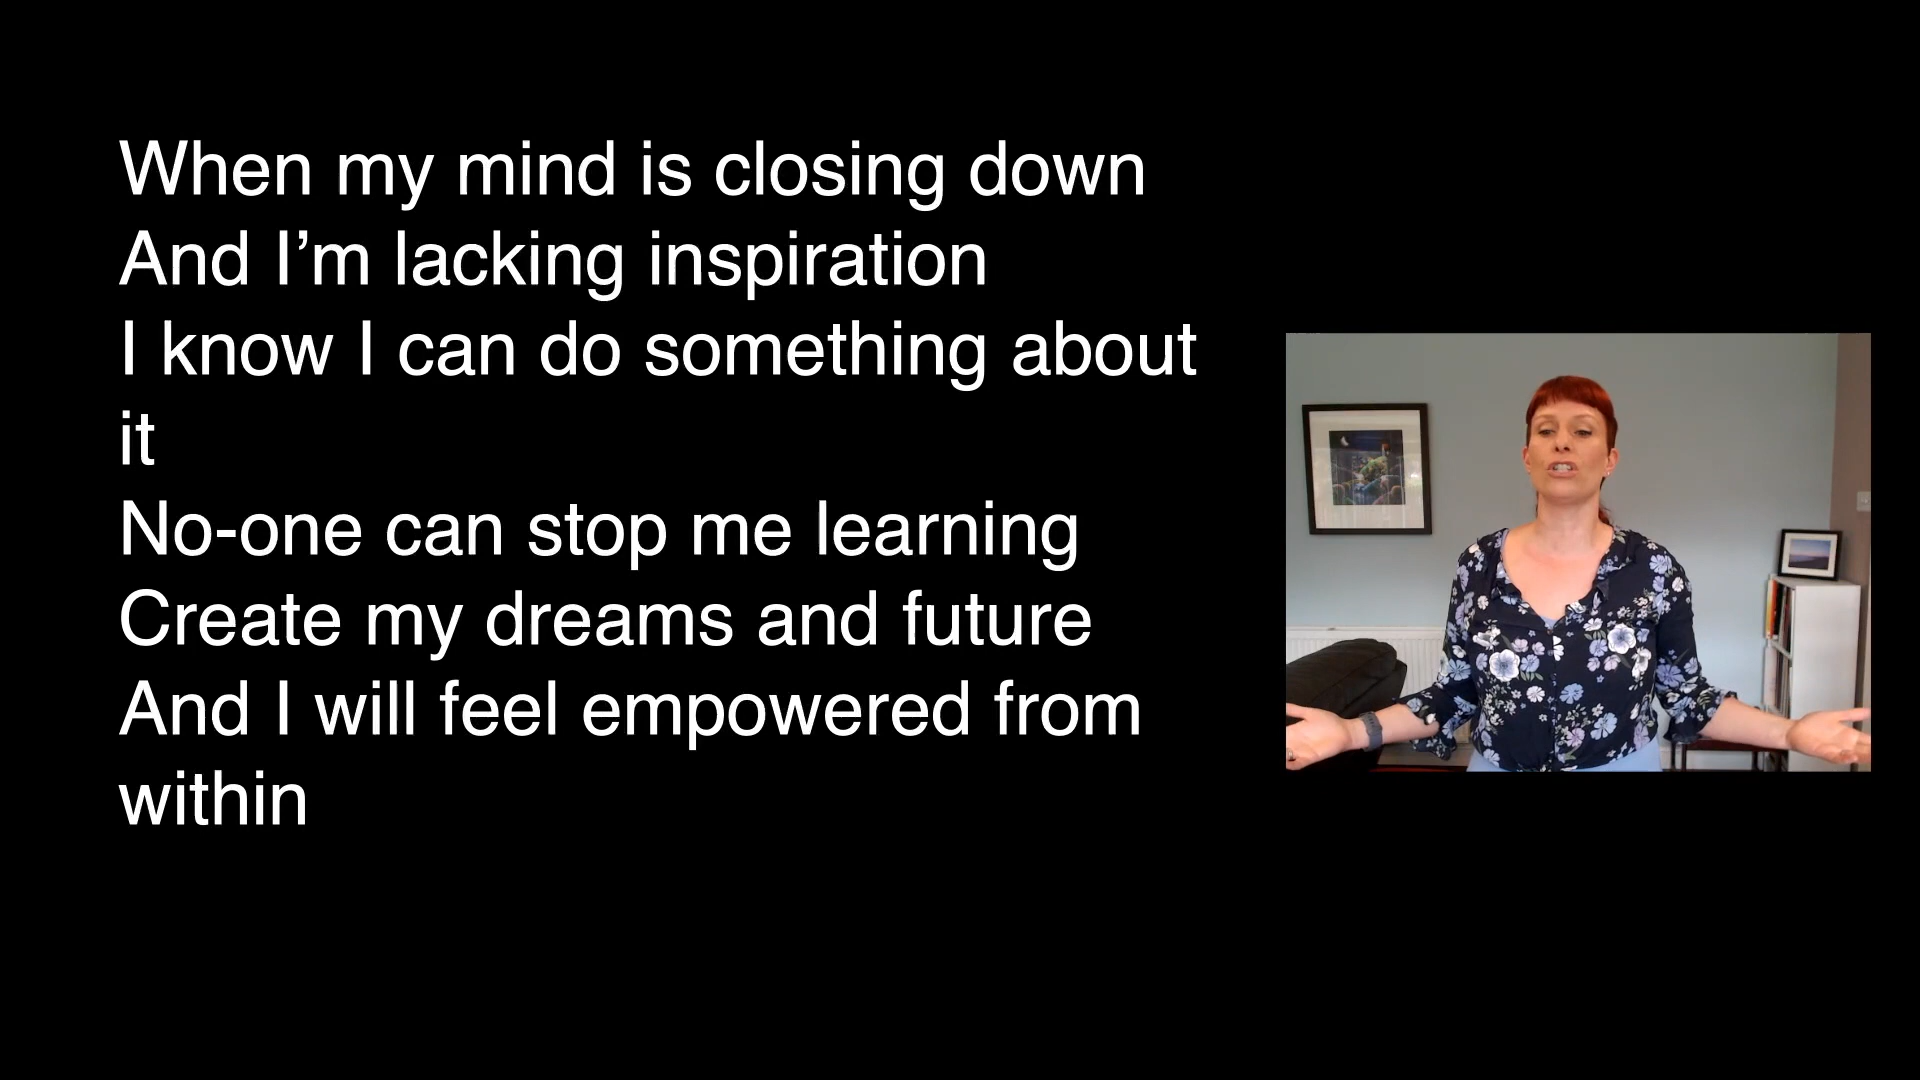 When my mind is closing down
And I’m lacking inspiration
I know I can do something about
it
No-one can stop me learning
Create my dreams and future
And I will feel empowered from
within